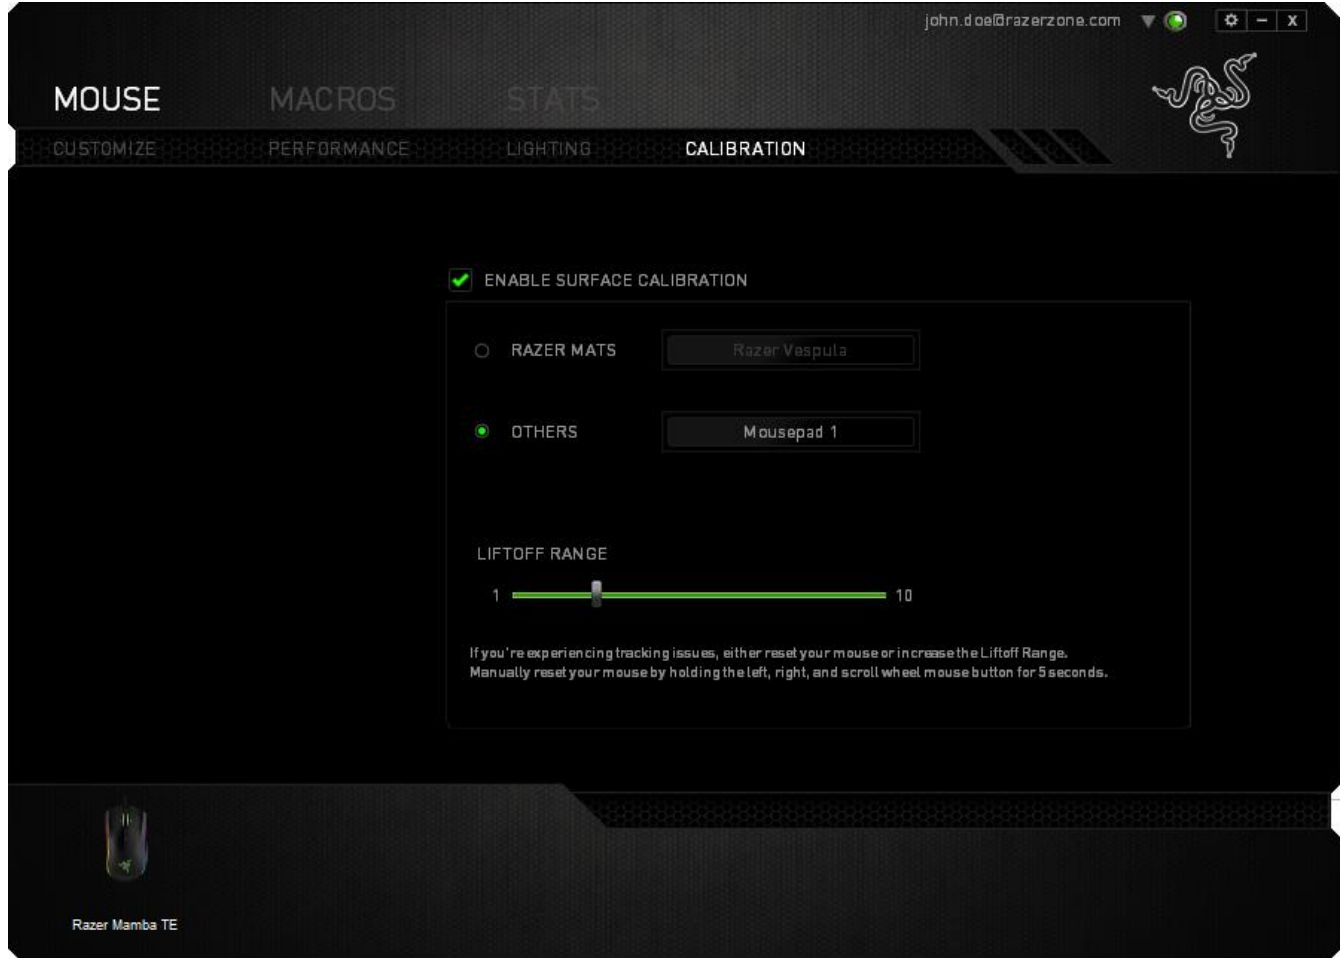 john.doe@razerzone.com
MOUSE MACROS STATS
CUSTOMIZE PERFORMANCE LIGHTING CALIBRATION
ENABLE SURFACE CALIBRATION
RAZER MATS Razer Vespula
OTHERS Mousepad 1
LIFTOFF RANGE
1 10
If you're experiencing tracking issues, either reset your mouse or increase the Liftoff Range.
Manually reset your mouse by holding the left, right, and scroll wheel mouse button for 5 seconds.
Razer Mamba TE